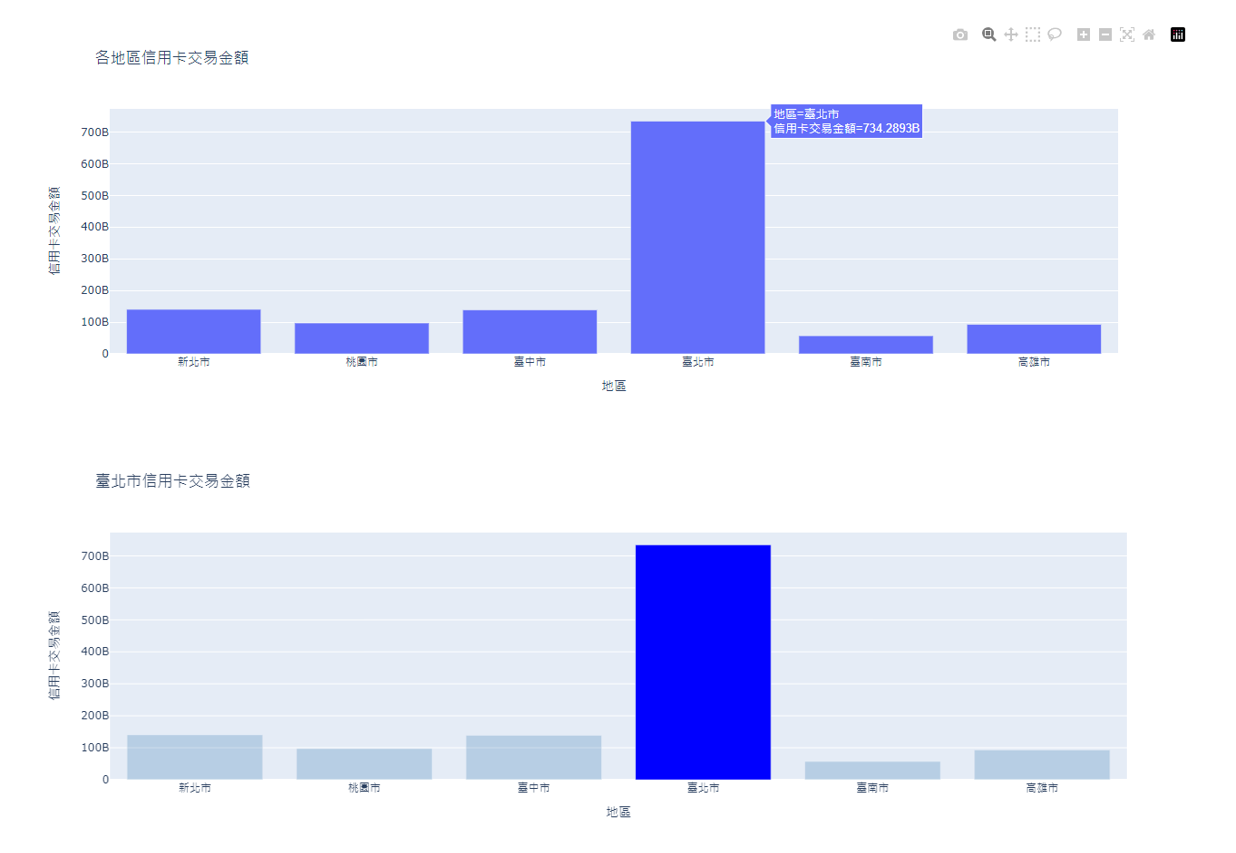 各地區信用卡交易金額
地區=臺北市
信用卡交易金額=734.2893B
700B
600B
500B
400B
300B
200B
100B
0
信用卡交易金額
新北市 桃園市 臺中市 臺北市 臺南市 高雄市
地區
臺北市信用卡交易金額
700B
600B
500B
400B
300B
200B
100B
0
信用卡交易金額
新北市 桃園市 臺中市 臺北市 臺南市 高雄市
地區